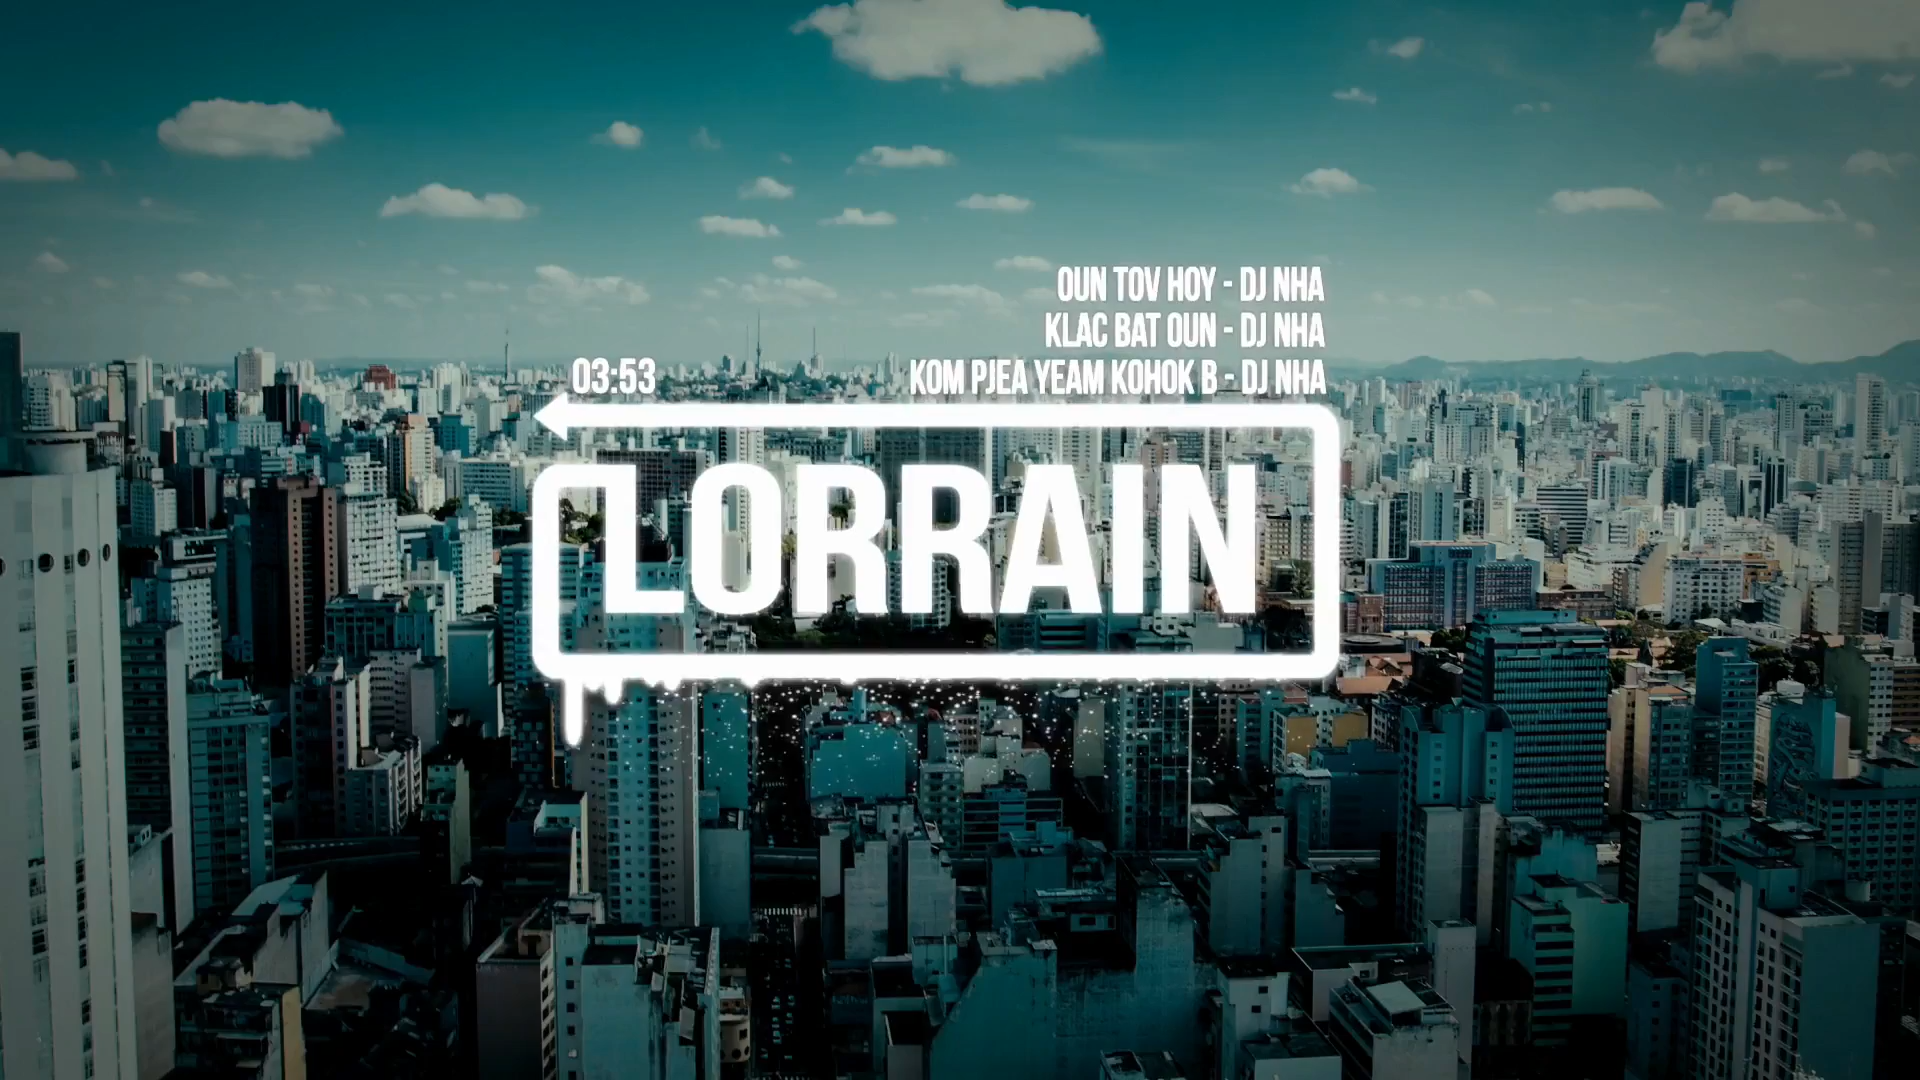 OUN TOV HOY - DJ NHA
KLAC BAT OUN - DJ NHA
03:53
KOM PJEA YEAM KOHOK B - DJ NHA
LORRAIN